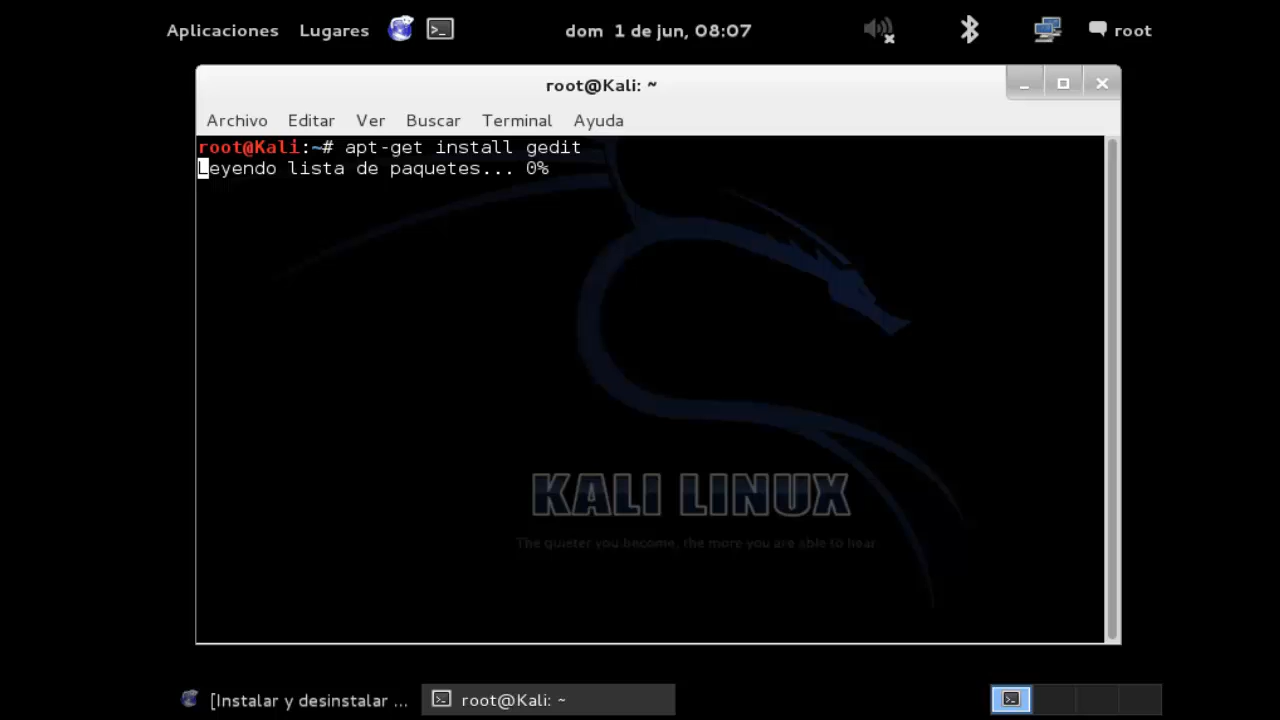 Aplicaciones Lugares dom 1 de jun, 08:07 root
root@Kali: ~
Archivo Editar Ver Buscar Terminal Ayuda
root@Kali:~# apt-get install gedit
Leyendo lista de paquetes... 0%
KALI LINUX
The quieter you become, the more you are able to hear
[Instalar y desinstalar ... root@Kali: ~